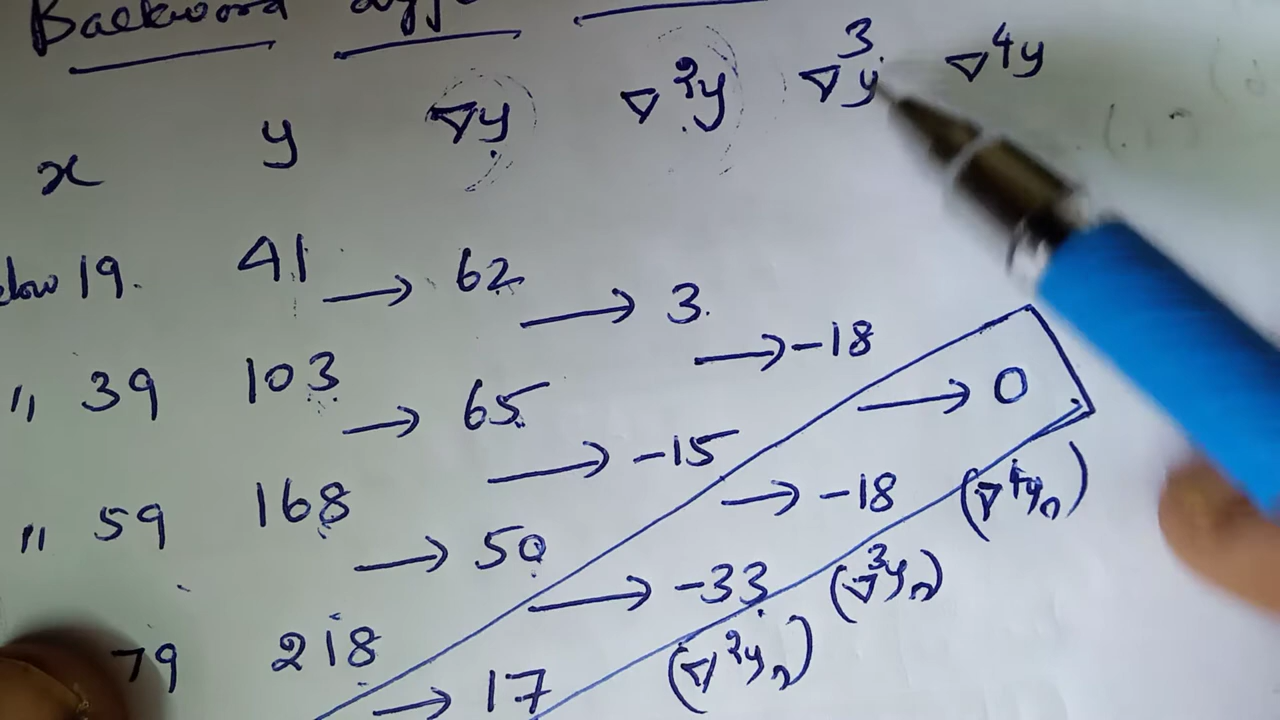 Backward
x y ∇y ∇²y ∇³y ∇⁴y
19. 41 → 62 → 3 → -18 → 0
" 39 103 → 65 → -15 → -18 (∇⁴yₙ)
" 59 168 → 50 → -33 (∇³yₙ)
79 218 → 17 (∇²yₙ)